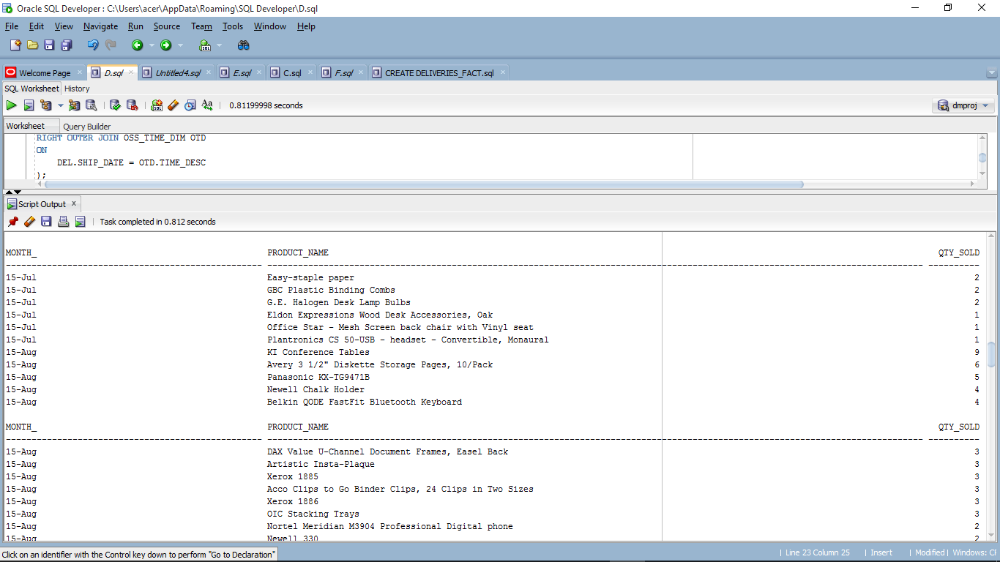 Oracle SQL Developer : C:\Users\acer\AppData\Roaming\SQL Developer\D.sql
File Edit View Navigate Run Source Team Tools Window Help
Welcome Page D.sql Untitled4.sql E.sql C.sql F.sql CREATE DELIVERIES_FACT.sql
SQL Worksheet History
0.81199998 seconds dmproj
Worksheet Query Builder
RIGHT OUTER JOIN OSS_TIME_DIM OTD
ON
DEL.SHIP_DATE = OTD.TIME_DESC
);
Script Output x
Task completed in 0.812 seconds
MONTH_ PRODUCT_NAME QTY_SOLD
15-Jul Easy-staple paper 2
15-Jul GBC Plastic Binding Combs 2
15-Jul G.E. Halogen Desk Lamp Bulbs 2
15-Jul Eldon Expressions Wood Desk Accessories, Oak 1
15-Jul Office Star - Mesh Screen back chair with Vinyl seat 1
15-Jul Plantronics CS 50-USB - headset - Convertible, Monaural 1
15-Aug KI Conference Tables 9
15-Aug Avery 3 1/2" Diskette Storage Pages, 10/Pack 6
15-Aug Panasonic KX-TG9471B 5
15-Aug Newell Chalk Holder 4
15-Aug Belkin QODE FastFit Bluetooth Keyboard 4
MONTH_ PRODUCT_NAME QTY_SOLD
15-Aug DAX Value U-Channel Document Frames, Easel Back 3
15-Aug Artistic Insta-Plaque 3
15-Aug Xerox 1885 3
15-Aug Acco Clips to Go Binder Clips, 24 Clips in Two Sizes 3
15-Aug Xerox 1886 3
15-Aug OIC Stacking Trays 3
15-Aug Nortel Meridian M3904 Professional Digital phone 2
15-Aug Newell 330 2
Click on an identifier with the Control key down to perform "Go to Declaration" | Line 23 Column 25 | Insert | Modified | Windows: CF